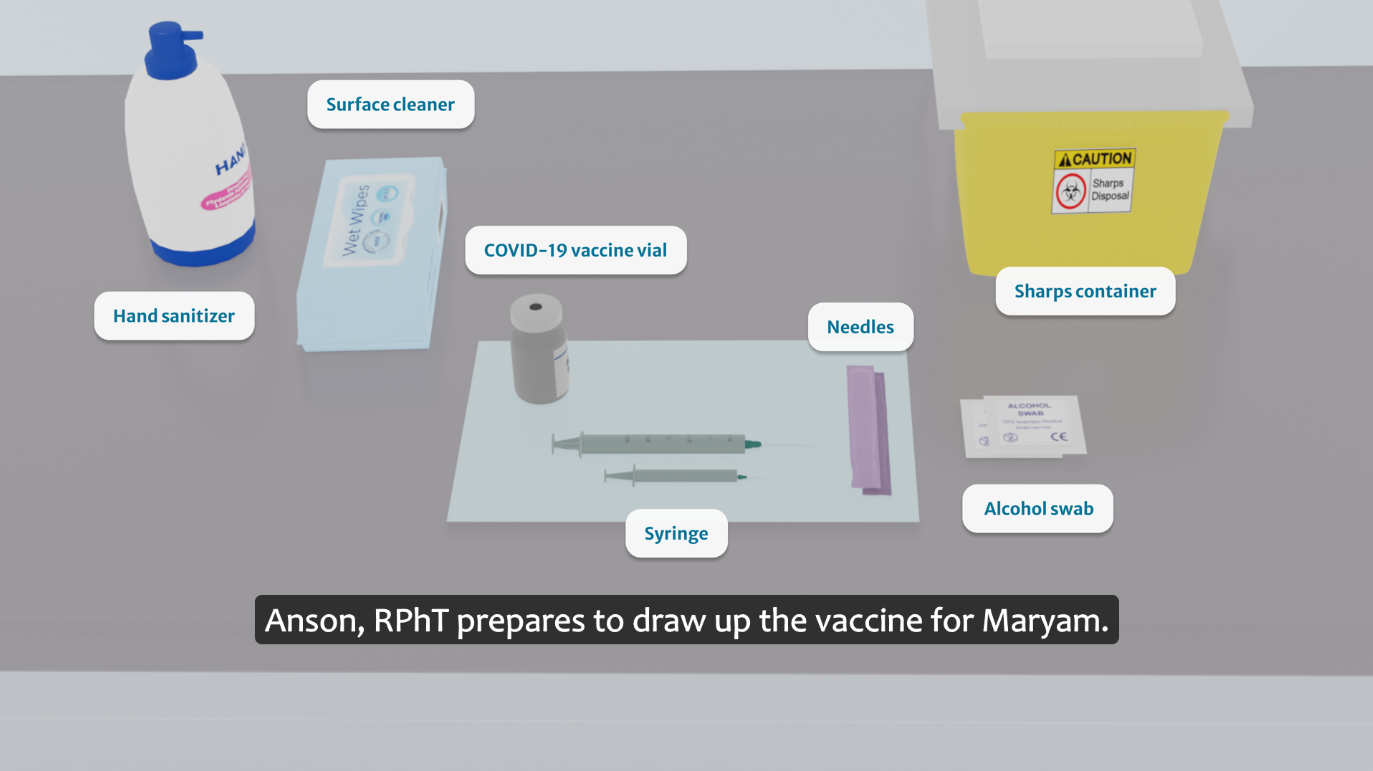 HAN
Surface cleaner
Wet Wipes
CAUTION
Sharps
Disposal
COVID-19 vaccine vial
Sharps container
Hand sanitizer
Needles
ALCOHOL
SWAB
CE
Alcohol swab
Syringe
Anson, RPhT prepares to draw up the vaccine for Maryam.